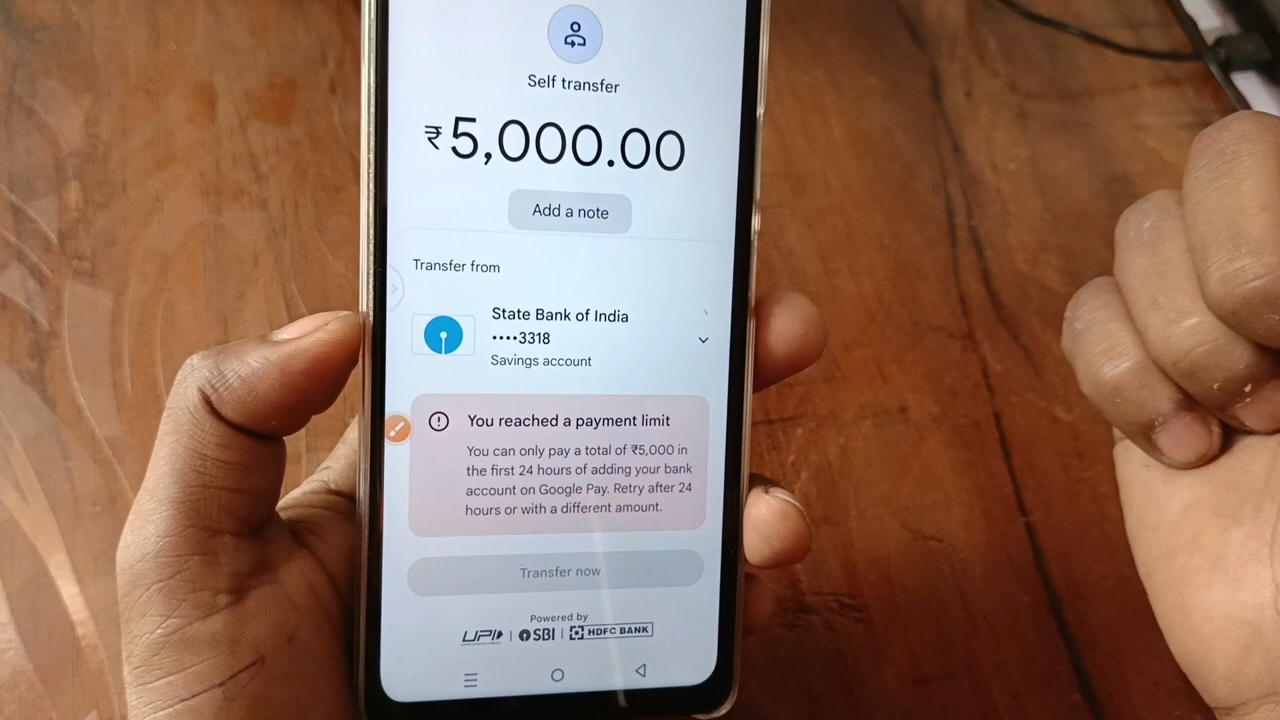 Self transfer
₹5,000.00
Add a note
Transfer from
State Bank of India
••••3318
Savings account
You reached a payment limit
You can only pay a total of ₹5,000 in
the first 24 hours of adding your bank
account on Google Pay. Retry after 24
hours or with a different amount.
Transfer now
Powered by
UPI | SBI | HDFC BANK